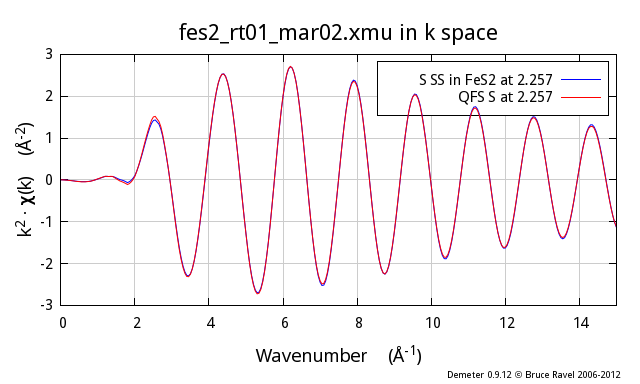 fes2_rt01_mar02.xmu in k space
S SS in FeS2 at 2.257
QFS S at 2.257
k² · χ(k) (Å⁻²)
3
2
1
0
-1
-2
-3
0 2 4 6 8 10 12 14
Wavenumber (Å⁻¹)
Demeter 0.9.12 © Bruce Ravel 2006-2012